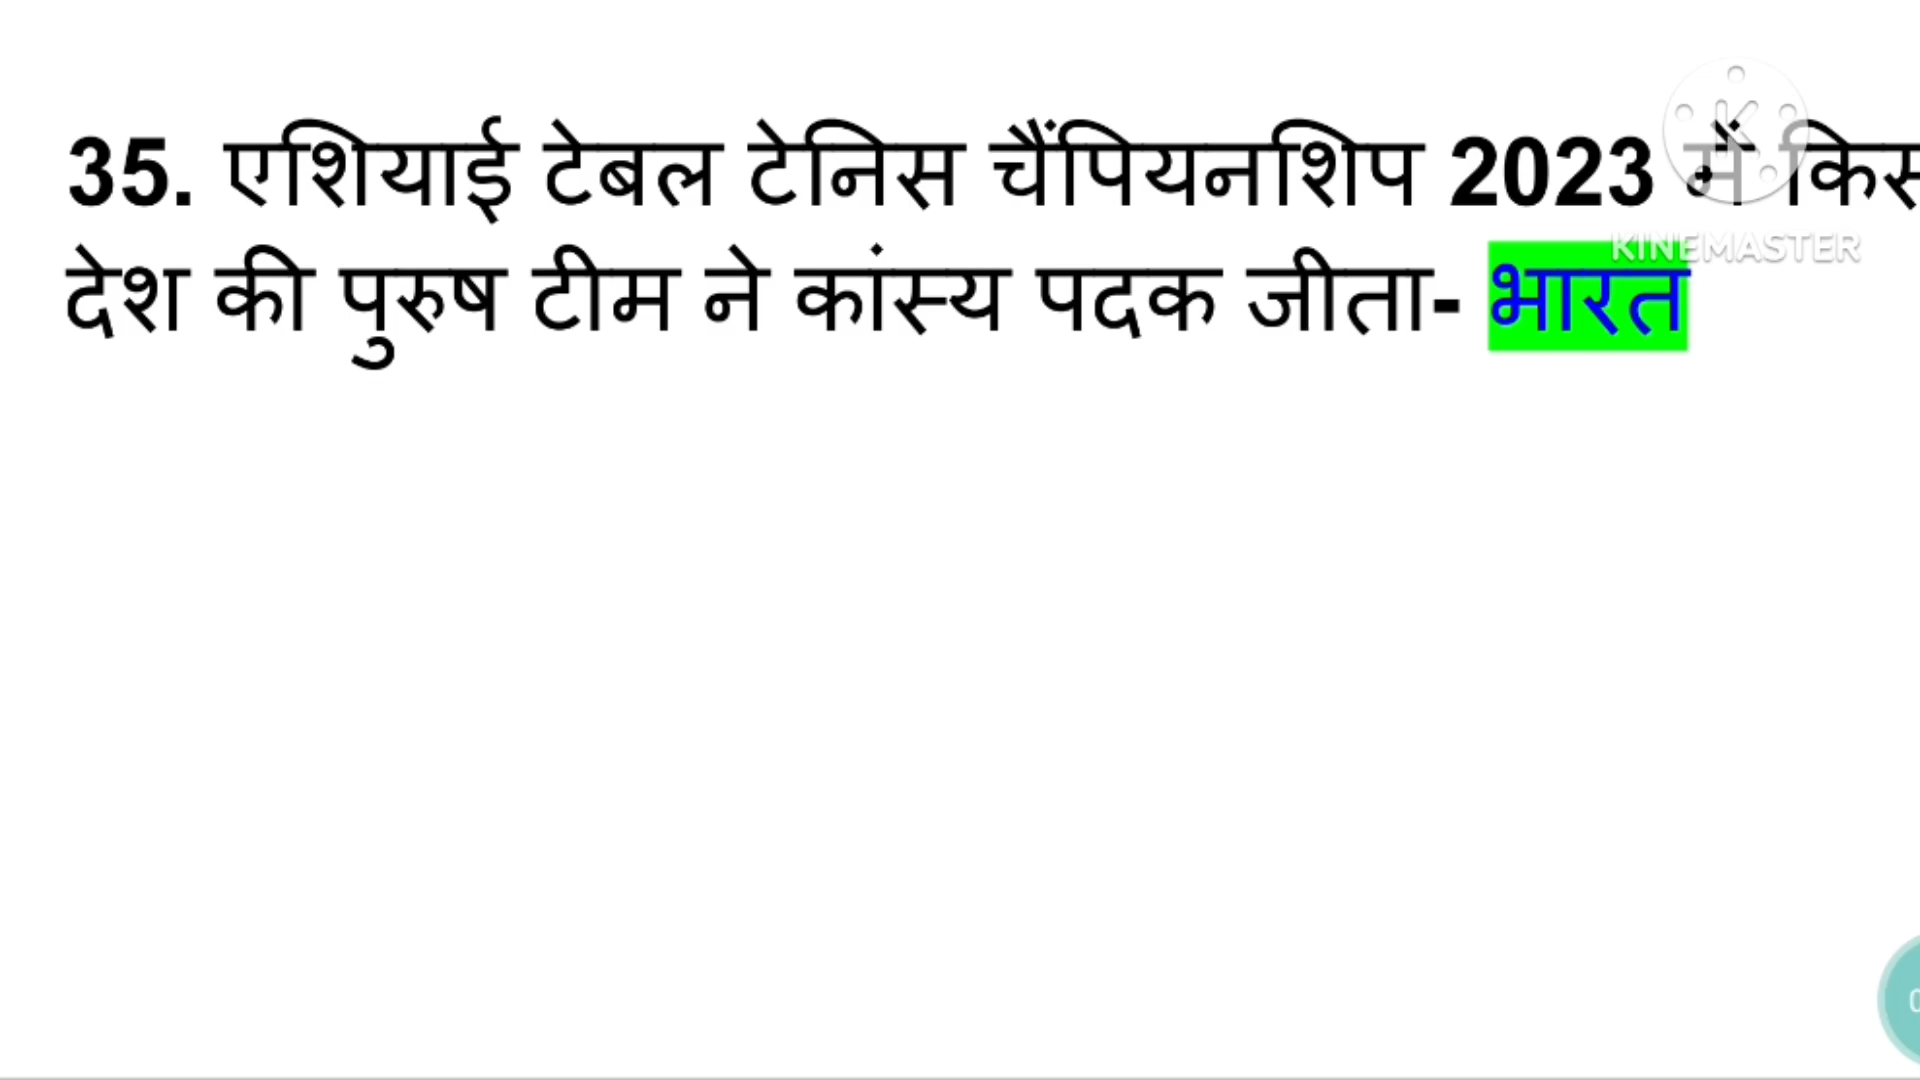 35. एशियाई टेबल टेनिस चैंपियनशिप 2023 में किस
KINEMASTER
देश की पुरुष टीम ने कांस्य पदक जीता- भारत